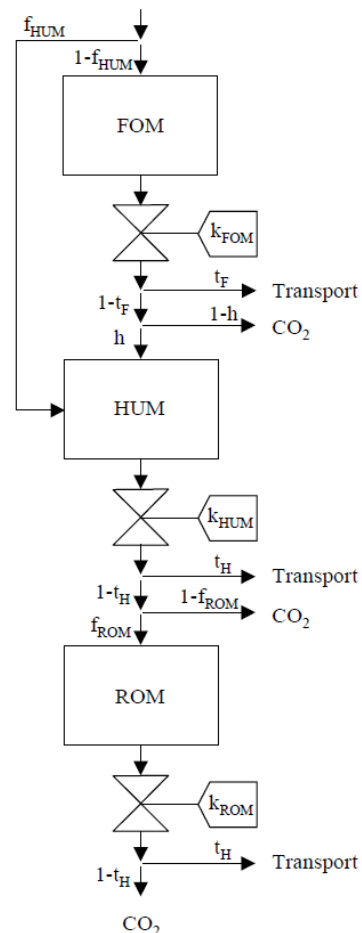 f_HUM
1-f_HUM
FOM
k_FOM
t_F
Transport
1-t_F
1-h
CO₂
h
HUM
k_HUM
t_H
Transport
1-t_H
1-f_ROM
CO₂
f_ROM
ROM
k_ROM
t_H
Transport
1-t_H
CO₂